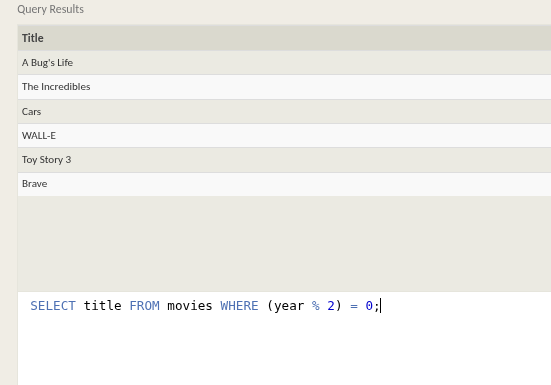 Query Results
Title
A Bug's Life
The Incredibles
Cars
WALL-E
Toy Story 3
Brave
SELECT title FROM movies WHERE (year % 2) = 0;